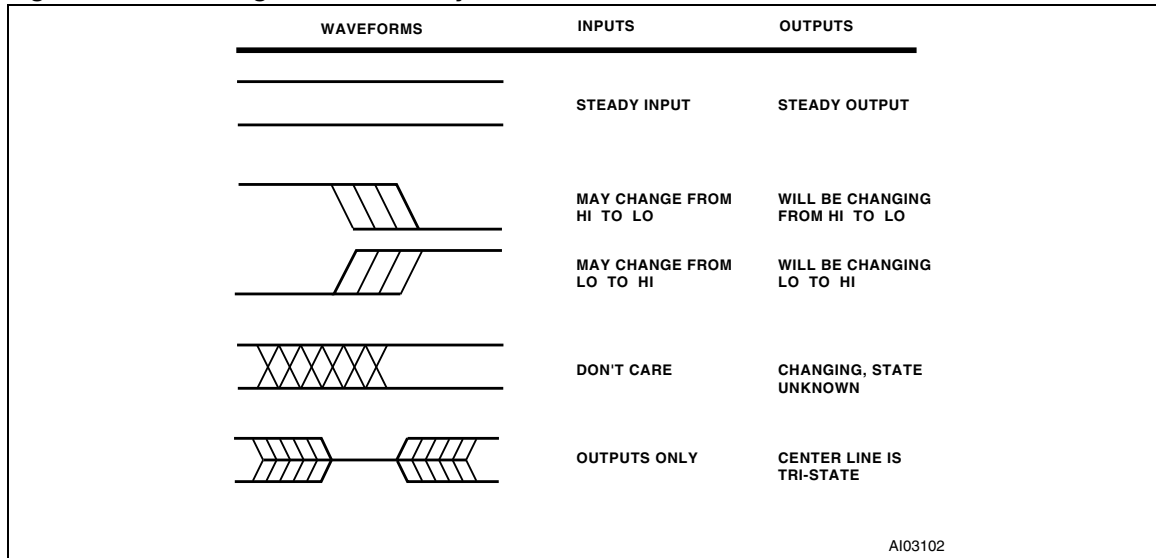 WAVEFORMS INPUTS OUTPUTS
STEADY INPUT STEADY OUTPUT
MAY CHANGE FROM WILL BE CHANGING
HI TO LO FROM HI TO LO
MAY CHANGE FROM WILL BE CHANGING
LO TO HI LO TO HI
DON'T CARE CHANGING, STATE
UNKNOWN
OUTPUTS ONLY CENTER LINE IS
TRI-STATE
AI03102